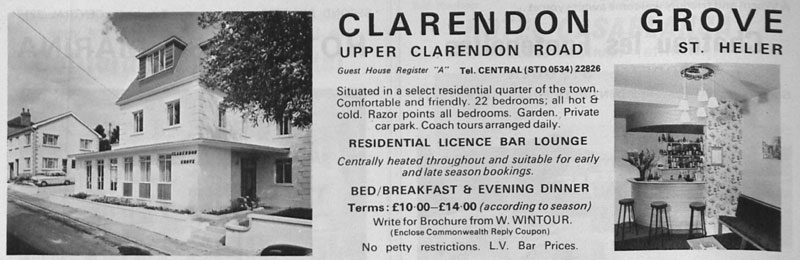 CLARENDON GROVE
CLARENDON GROVE
UPPER CLARENDON ROAD ST. HELIER
Guest House Register "A" Tel. CENTRAL (STD 0534) 22826
Situated in a select residential quarter of the town.
Comfortable and friendly. 22 bedrooms; all hot &
cold. Razor points all bedrooms. Garden. Private
car park. Coach tours arranged daily.
RESIDENTIAL LICENCE BAR LOUNGE
Centrally heated throughout and suitable for early
and late season bookings.
BED/BREAKFAST & EVENING DINNER
Terms: £10·00—£14·00 (according to season)
Write for Brochure from W. WINTOUR.
(Enclose Commonwealth Reply Coupon)
No petty restrictions. L.V. Bar Prices.